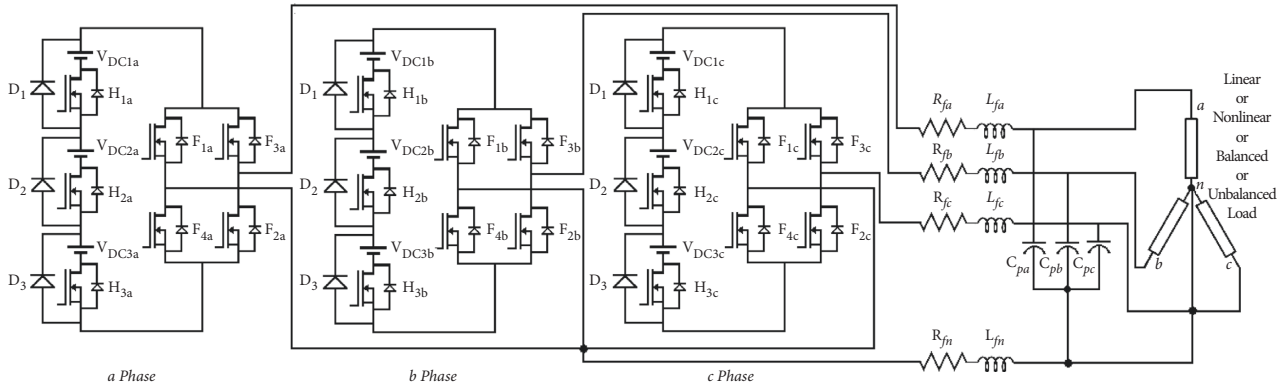 V_DC1a
D_1
H_1a
F_1a
F_3a
V_DC2a
D_2
H_2a
F_4a
F_2a
V_DC3a
D_3
H_3a
a Phase
V_DC1b
D_1
H_1b
F_1b
F_3b
V_DC2b
D_2
H_2b
F_4b
F_2b
V_DC3b
D_3
H_3b
b Phase
V_DC1c
D_1
H_1c
F_1c
F_3c
V_DC2c
D_2
H_2c
F_4c
F_2c
V_DC3c
D_3
H_3c
c Phase
R_fa
L_fa
R_fb
L_fb
R_fc
L_fc
C_pa
C_pb
C_pc
R_fn
L_fn
a
n
b
c
Linear
or
Nonlinear
or
Balanced
or
Unbalanced
Load